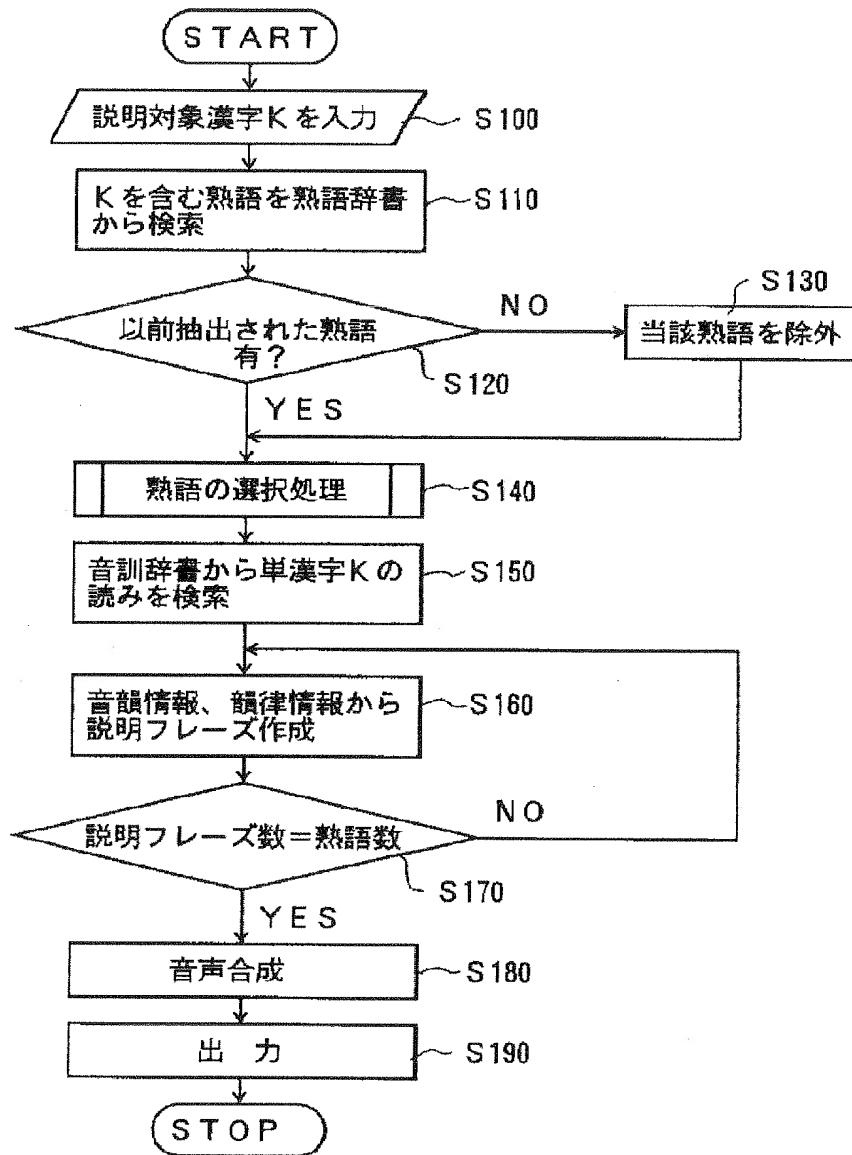 START
説明対象漢字Kを入力
S100
Kを含む熟語を熟語辞書
から検索
S110
以前抽出された熟語
有?
S120
NO
S130
当該熟語を除外
YES
熟語の選択処理
S140
音訓辞書から単漢字Kの
読みを検索
S150
音韻情報、韻律情報から
説明フレーズ作成
S160
説明フレーズ数=熟語数
NO
S170
YES
音声合成
S180
出力
S190
STOP